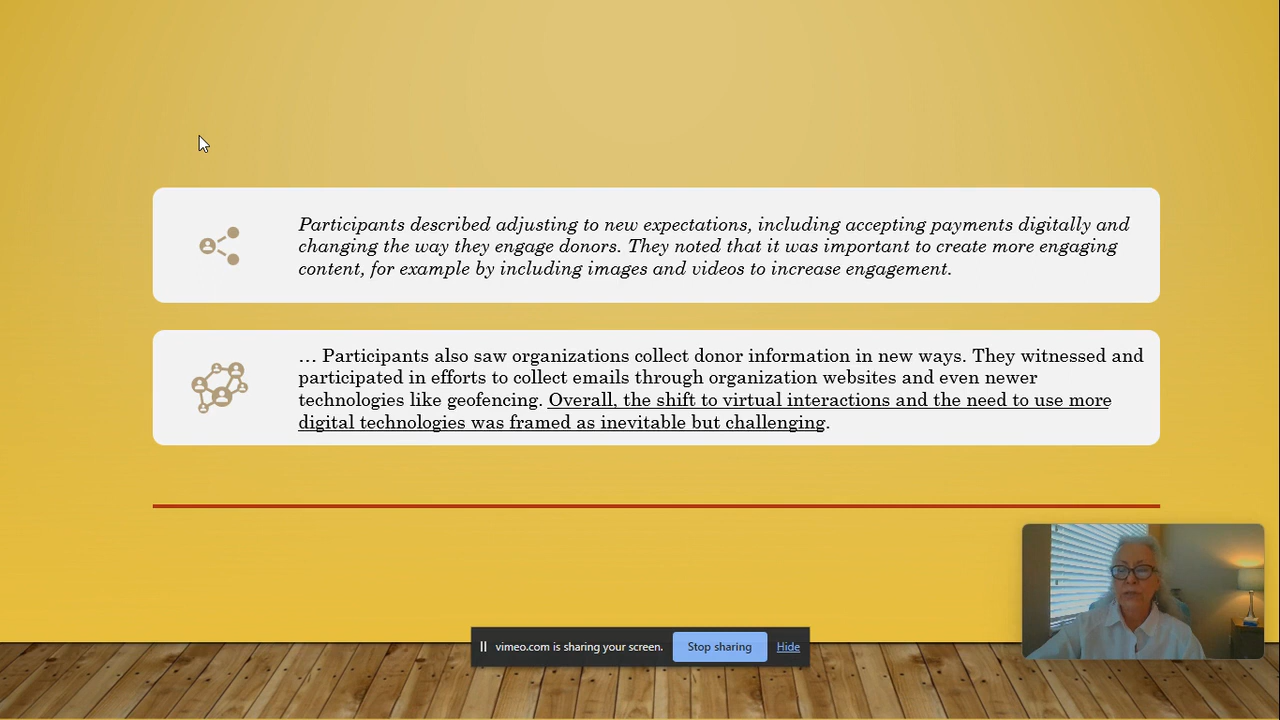 Participants described adjusting to new expectations, including accepting payments digitally and
changing the way they engage donors. They noted that it was important to create more engaging
content, for example by including images and videos to increase engagement.
… Participants also saw organizations collect donor information in new ways. They witnessed and
participated in efforts to collect emails through organization websites and even newer
technologies like geofencing. Overall, the shift to virtual interactions and the need to use more
digital technologies was framed as inevitable but challenging.
vimeo.com is sharing your screen. Stop sharing Hide